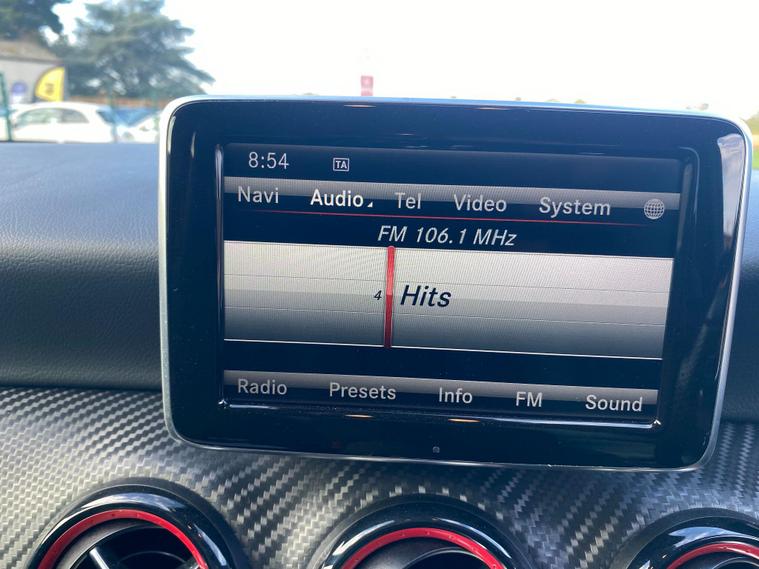 8:54 TA
Navi Audio Tel Video System
FM 106.1 MHz
4 Hits
Radio Presets Info FM Sound